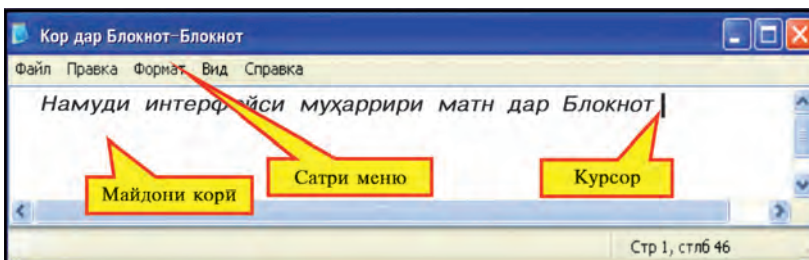 Кор дар Блокнот-Блокнот
Файл Правка Формат Вид Справка
Намуди интерфейси муҳаррири матн дар Блокнот
Сатри меню
Курсор
Майдони корӣ
Стр 1, стлб 46